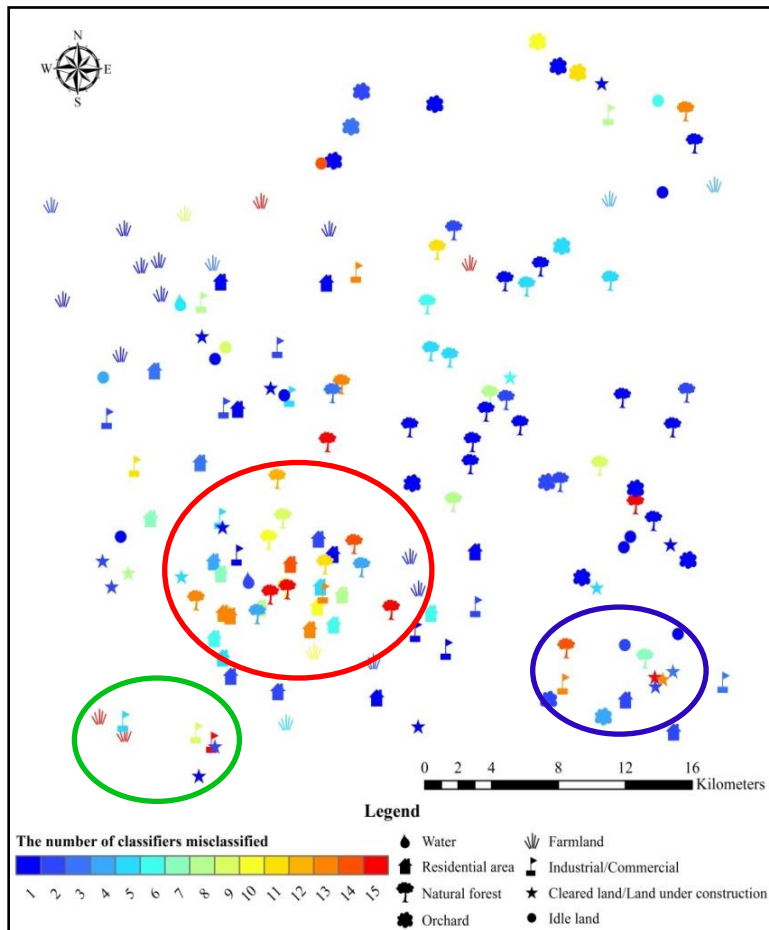 N
W E
S
0 2 4 8 12 16
Kilometers
Legend
The number of classifiers misclassified
1 2 3 4 5 6 7 8 9 10 11 12 13 14 15
Water
Residential area
Natural forest
Orchard
Farmland
Industrial/Commercial
Cleared land/Land under construction
Idle land